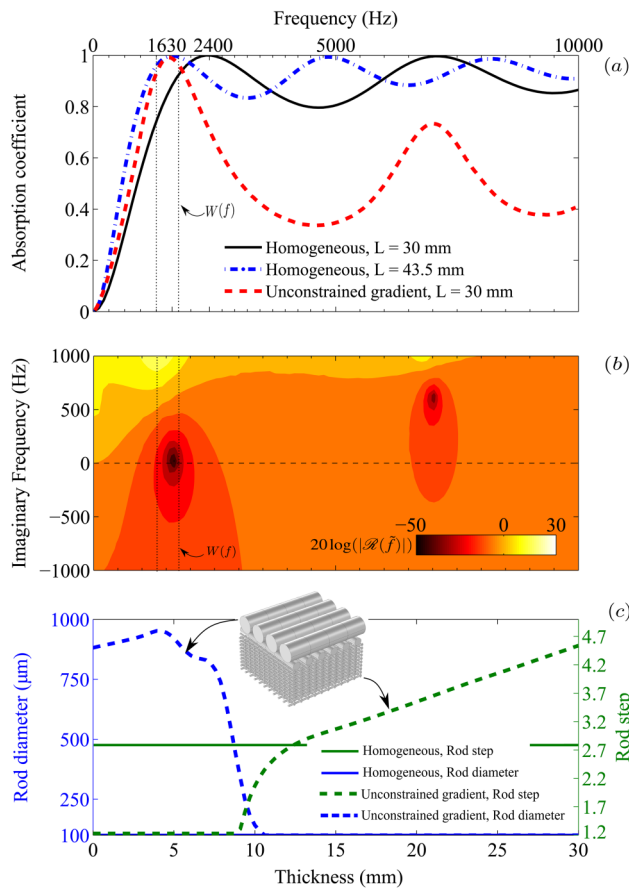 Frequency (Hz)
0 1630 2400 5000 10000
(a)
Absorption coefficient
1
0.8
0.6
0.4
0.2
0
W(f)
Homogeneous, L = 30 mm
Homogeneous, L = 43.5 mm
Unconstrained gradient, L = 30 mm
(b)
Imaginary Frequency (Hz)
1000
500
0
−500
−1000
W(f)
−50 0 30
20 log(|ℛ(f̃)|)
(c)
Rod diameter (μm)
1000
750
500
250
100
4.7
4.2
3.7
3.2
2.7
2.2
1.7
1.2
Rod step
Homogeneous, Rod step
Homogeneous, Rod diameter
Unconstrained gradient, Rod step
Unconstrained gradient, Rod diameter
0 5 10 15 20 25 30
Thickness (mm)